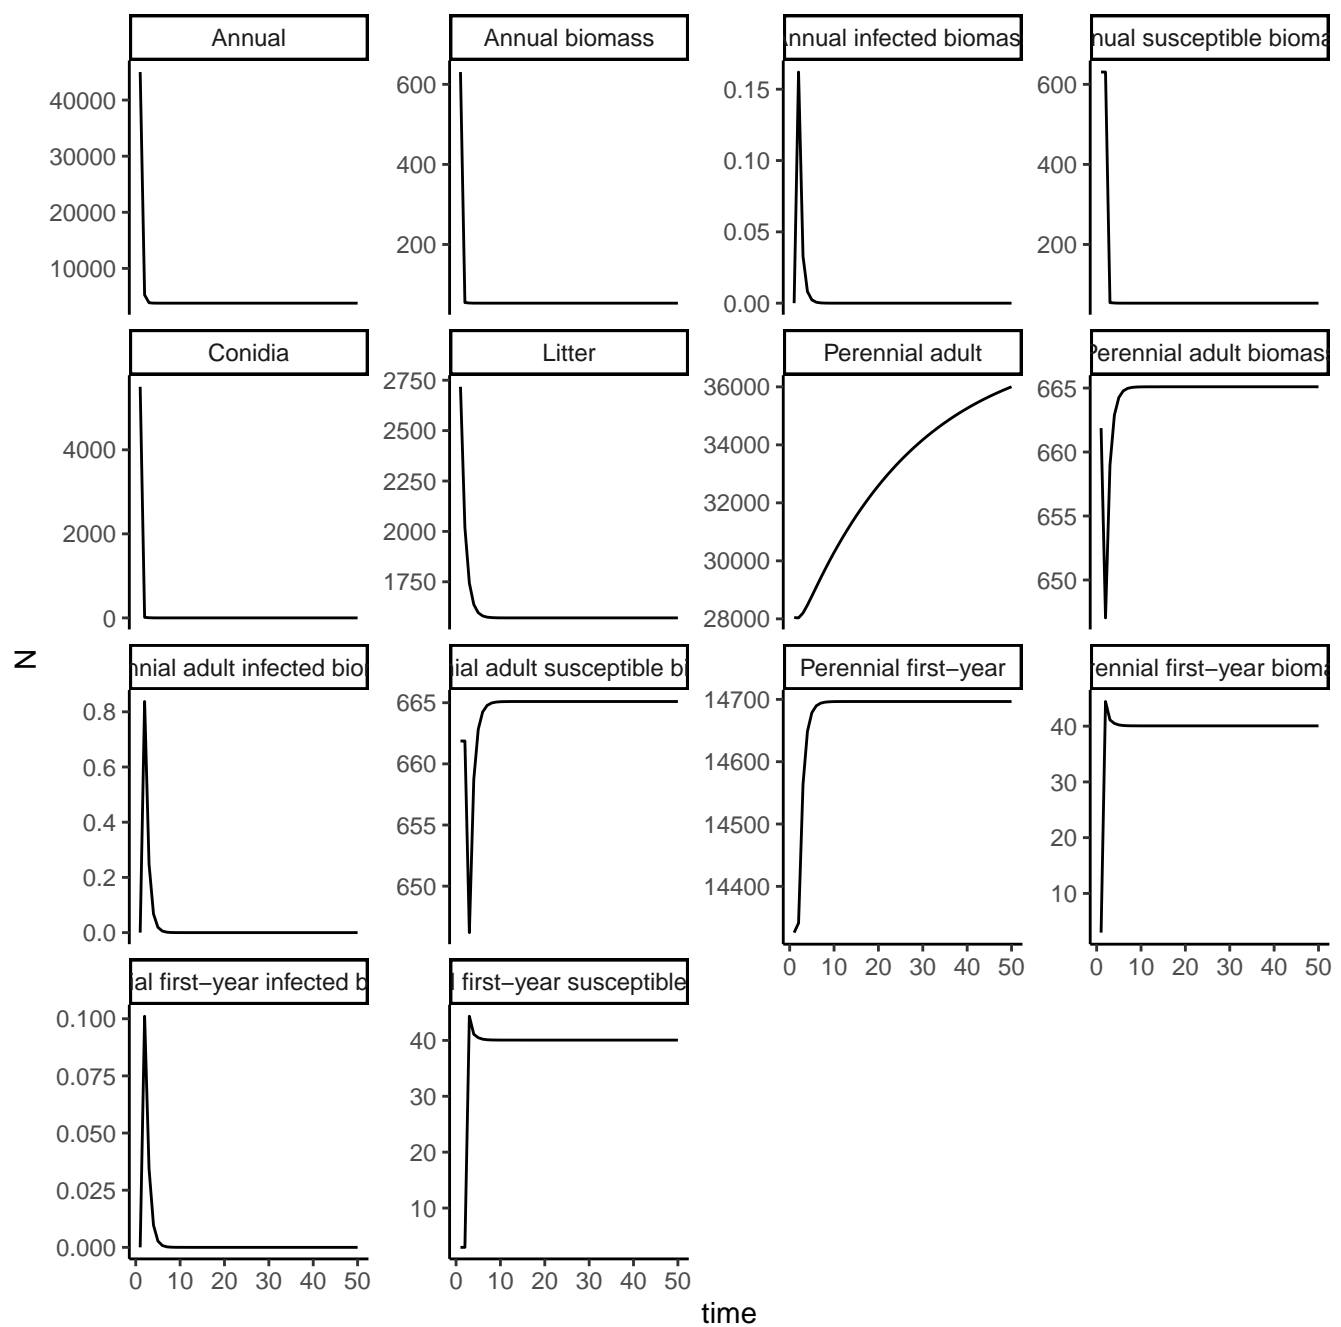 Annual
Annual biomass
nnual infected biomas
nual susceptible bioma
40000
30000
20000
10000
600
400
200
0.15
0.10
0.05
0.00
600
400
200
Conidia
Litter
Perennial adult
Perennial adult biomass
4000
2000
0
2750
2500
2250
2000
1750
36000
34000
32000
30000
28000
665
660
655
650
N
nnial adult infected bior
ial adult susceptible bi
Perennial first−year
rennial first−year bioma
0.8
0.6
0.4
0.2
0.0
665
660
655
650
14700
14600
14500
14400
40
30
20
10
0 10 20 30 40 50
0 10 20 30 40 50
ial first−year infected b
l first−year susceptible
0.100
0.075
0.050
0.025
0.000
40
30
20
10
0 10 20 30 40 50
0 10 20 30 40 50
time